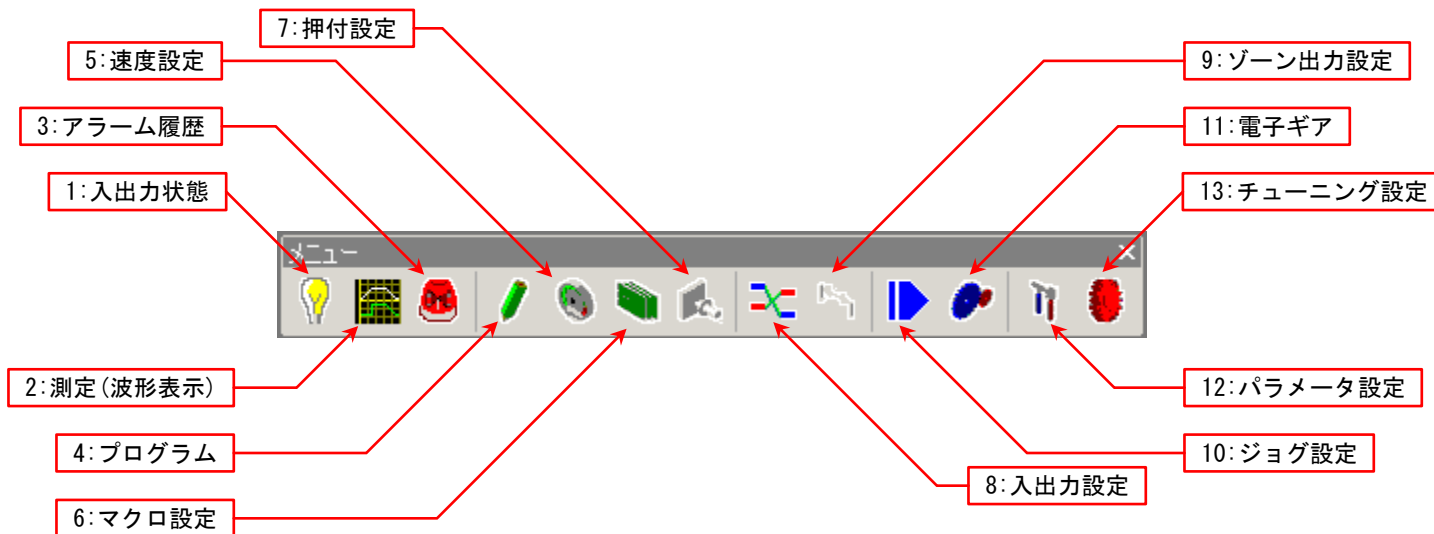 7:押付設定
5:速度設定
9:ゾーン出力設定
3:アラーム履歴
11:電子ギア
1:入出力状態
13:チューニング設定
メニュー
2:測定(波形表示)
12:パラメータ設定
4:プログラム
10:ジョグ設定
8:入出力設定
6:マクロ設定